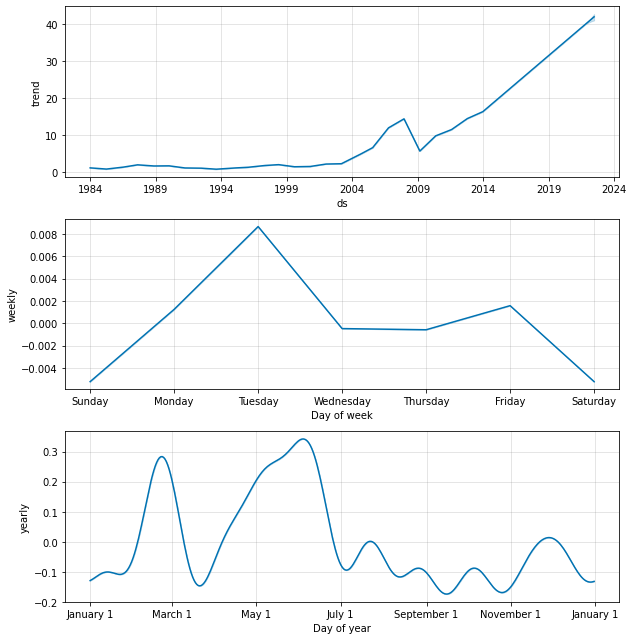 40
30
20
10
0
trend
1984 1989 1994 1999 2004 2009 2014 2019 2024
ds
0.008
0.006
0.004
0.002
0.000
−0.002
−0.004
weekly
Sunday Monday Tuesday Wednesday Thursday Friday Saturday
Day of week
0.3
0.2
0.1
0.0
−0.1
−0.2
yearly
January 1 March 1 May 1 July 1 September 1 November 1 January 1
Day of year